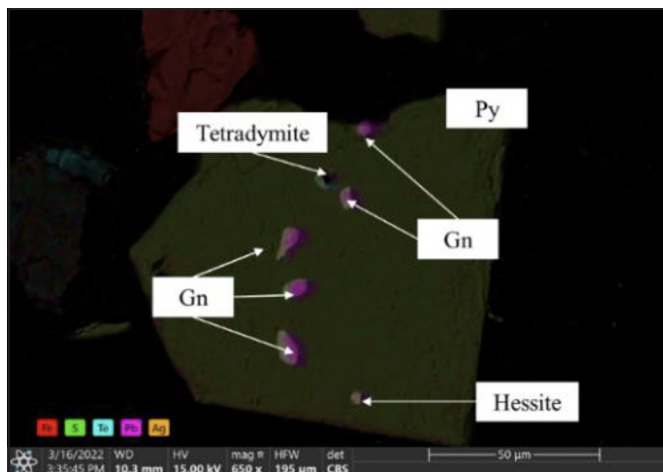 Py
Tetradymite
Gn
Gn
Hessite
Fe S Te Pb Ag
3/16/2022 WD HV mag HFW det
3:35:45 PM 10.3 mm 15.00 kV 650 x 195 µm CBS
50 µm